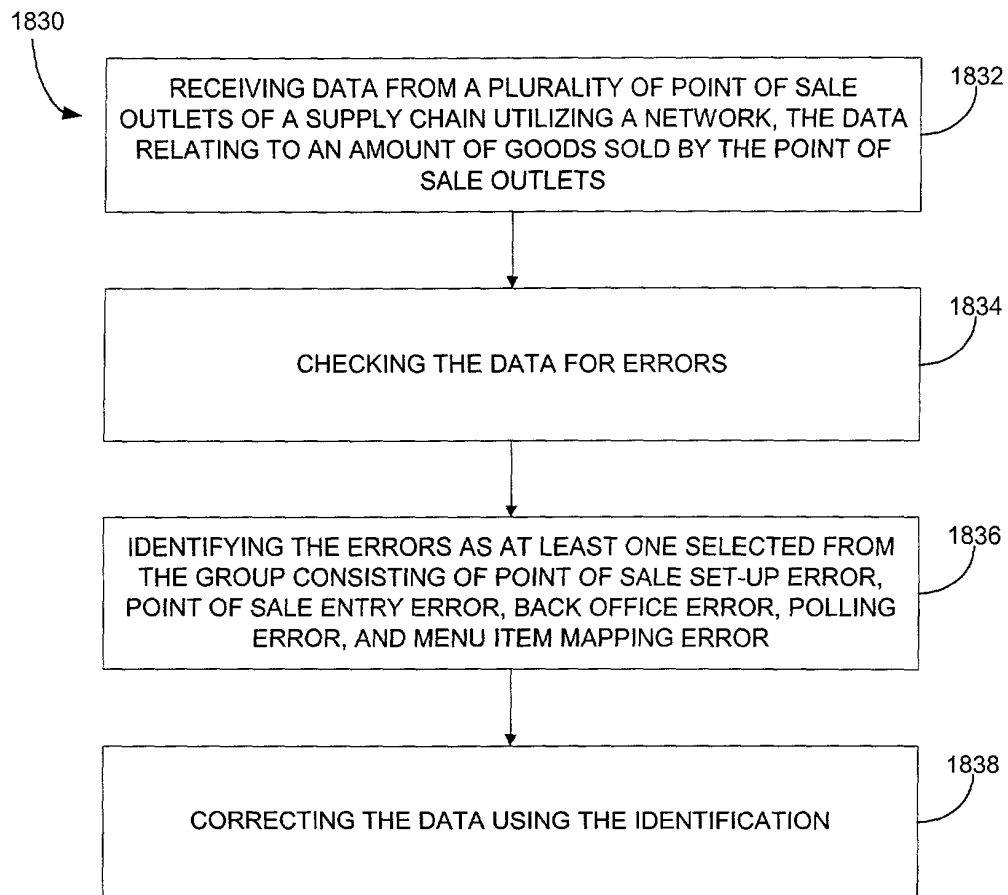 1830
RECEIVING DATA FROM A PLURALITY OF POINT OF SALE
OUTLETS OF A SUPPLY CHAIN UTILIZING A NETWORK, THE DATA
RELATING TO AN AMOUNT OF GOODS SOLD BY THE POINT OF
SALE OUTLETS
1832
CHECKING THE DATA FOR ERRORS
1834
IDENTIFYING THE ERRORS AS AT LEAST ONE SELECTED FROM
THE GROUP CONSISTING OF POINT OF SALE SET-UP ERROR,
POINT OF SALE ENTRY ERROR, BACK OFFICE ERROR, POLLING
ERROR, AND MENU ITEM MAPPING ERROR
1836
CORRECTING THE DATA USING THE IDENTIFICATION
1838